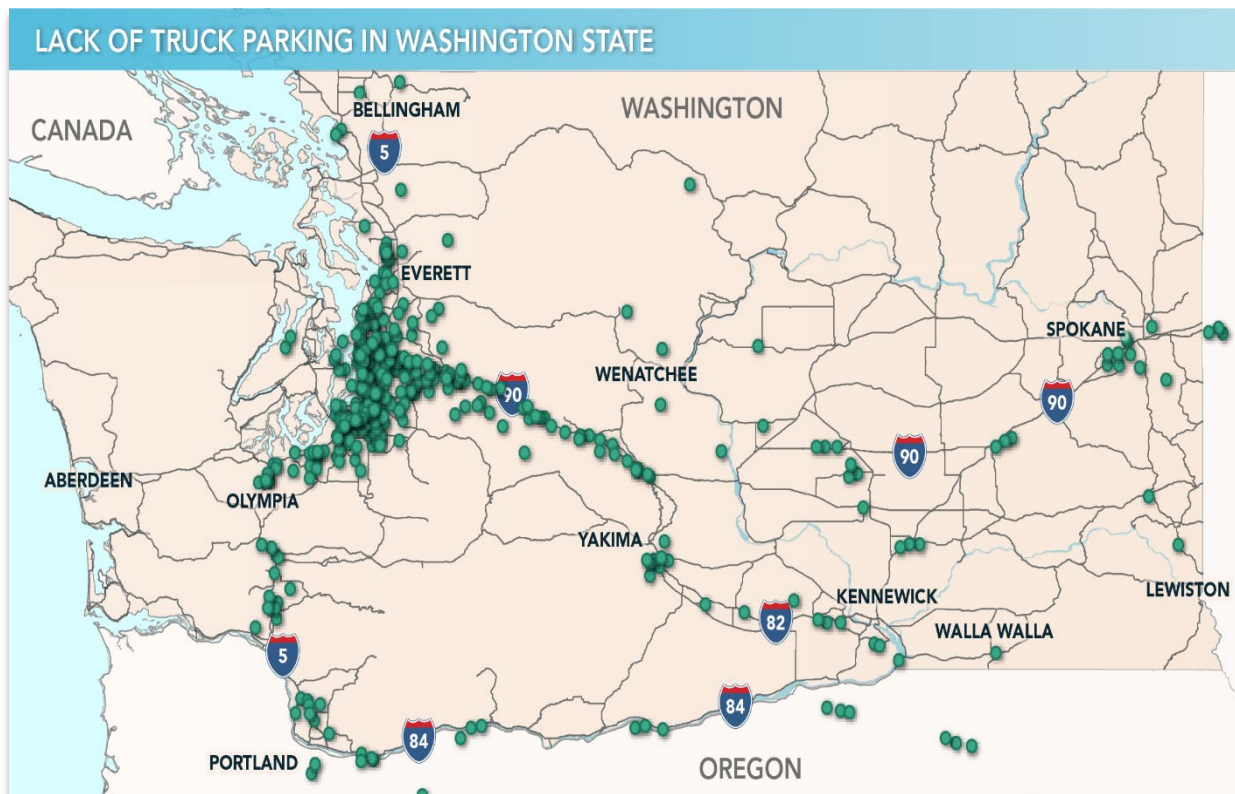 LACK OF TRUCK PARKING IN WASHINGTON STATE
BELLINGHAM
WASHINGTON
CANADA
5
EVERETT
SPOKANE
WENATCHEE
90
90
90
ABERDEEN
OLYMPIA
YAKIMA
KENNEWICK
LEWISTON
82
WALLA WALLA
5
84
84
PORTLAND
OREGON